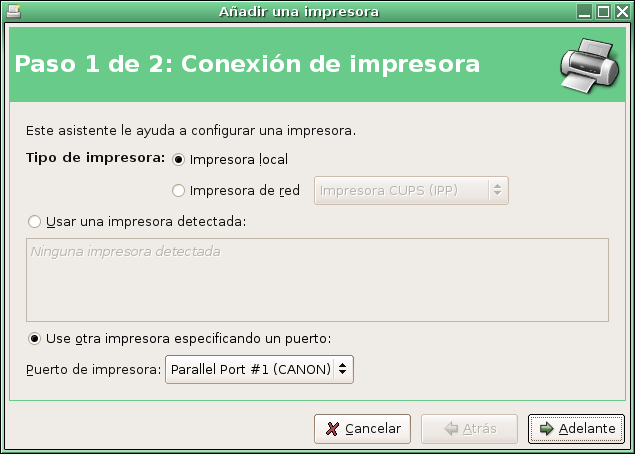 Añadir una impresora
Paso 1 de 2: Conexión de impresora
Este asistente le ayuda a configurar una impresora.
Tipo de impresora: Impresora local
Impresora de red Impresora CUPS (IPP)
Usar una impresora detectada:
Ninguna impresora detectada
Use otra impresora especificando un puerto:
Puerto de impresora: Parallel Port #1 (CANON)
Cancelar Atrás Adelante